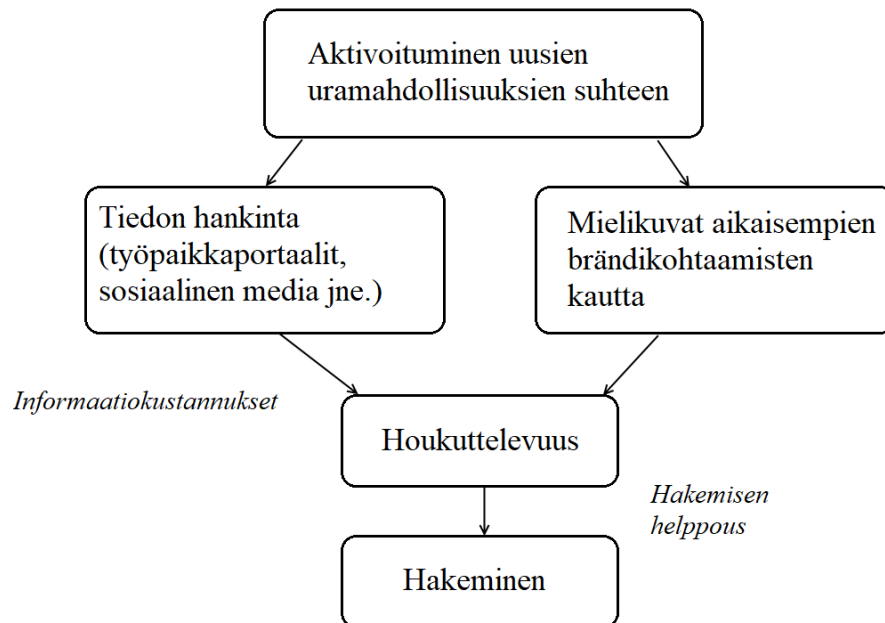 Aktivoituminen uusien
uramahdollisuuksien suhteen
Tiedon hankinta
(työpaikkaportaalit,
sosiaalinen media jne.)
Mielikuvat aikaisempien
brändikohtaamisten
kautta
Informaatiokustannukset
Houkuttelevuus
Hakemisen
helppous
Hakeminen